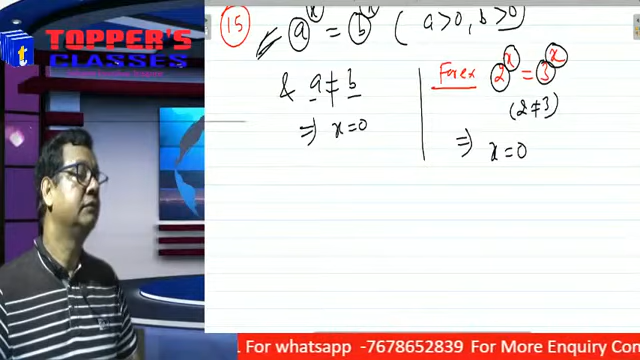 TOPPER'S
CLASSES
t
15
a^x = b^x ( a>0, b>0 )
& a ≠ b
⇒ x=0
For ex 2^x = 3^x
(2≠3)
⇒ x=0
For whatsapp -7678652839 For More Enquiry Con